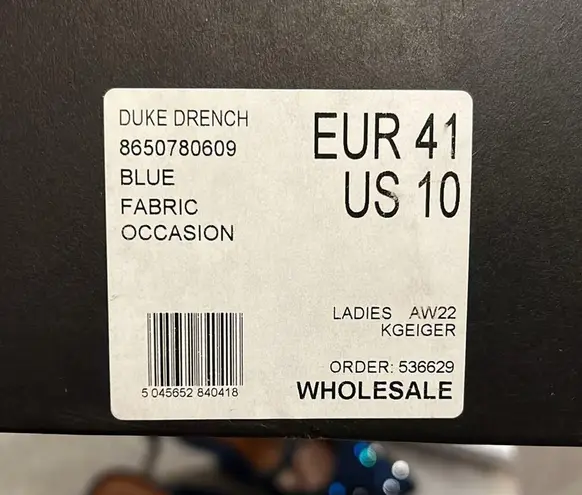 DUKE DRENCH
8650780609
BLUE
FABRIC
OCCASION
EUR 41
US 10
LADIES AW22
KGEIGER
ORDER: 536629
WHOLESALE
5 045652 840418